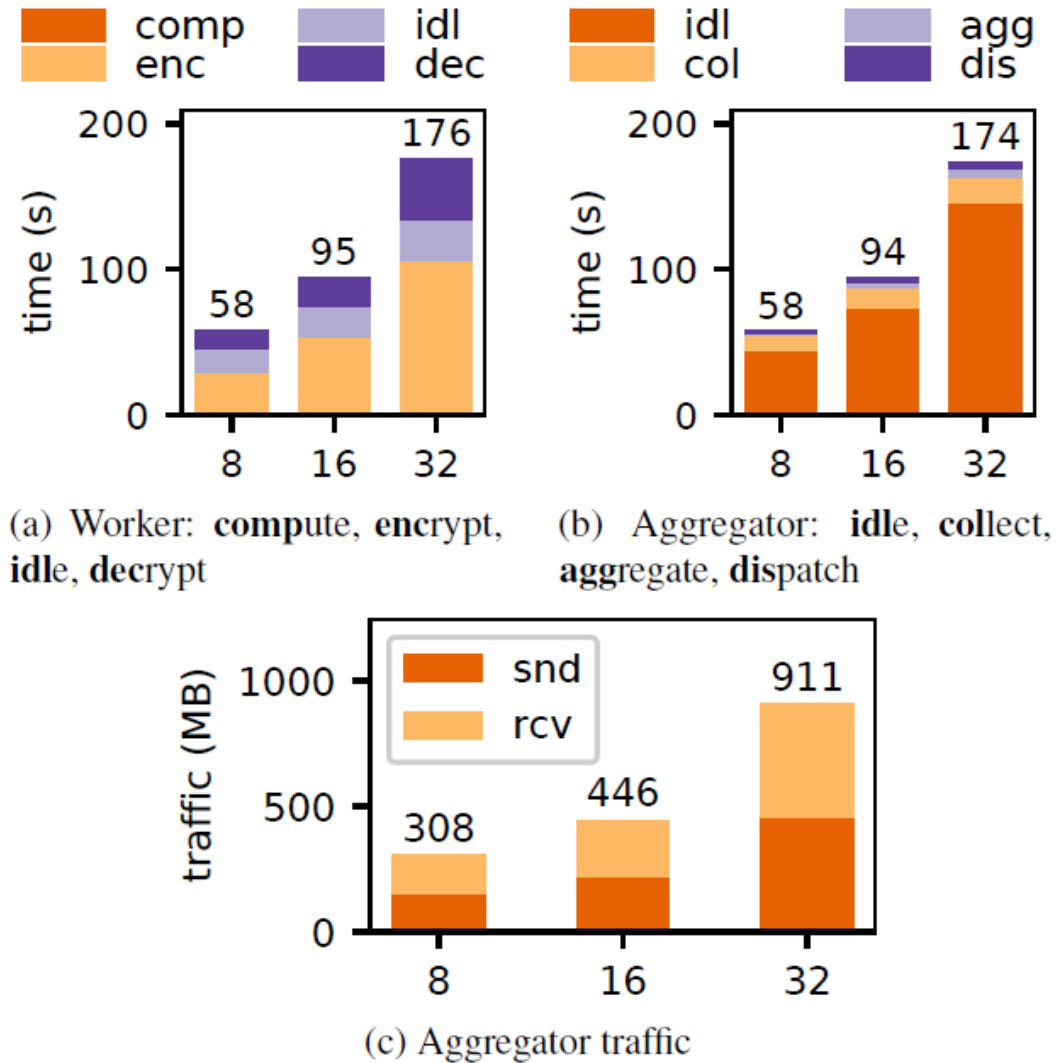 comp idl idl agg
enc dec col dis
200 176 200 174
time (s) 100 95 58 time (s) 100 94 58
0 0
8 16 32 8 16 32
(a) Worker: compute, encrypt, (b) Aggregator: idle, collect,
idle, decrypt aggregate, dispatch
snd
rcv
traffic (MB)
1000 911
500 446
308
0
8 16 32
(c) Aggregator traffic